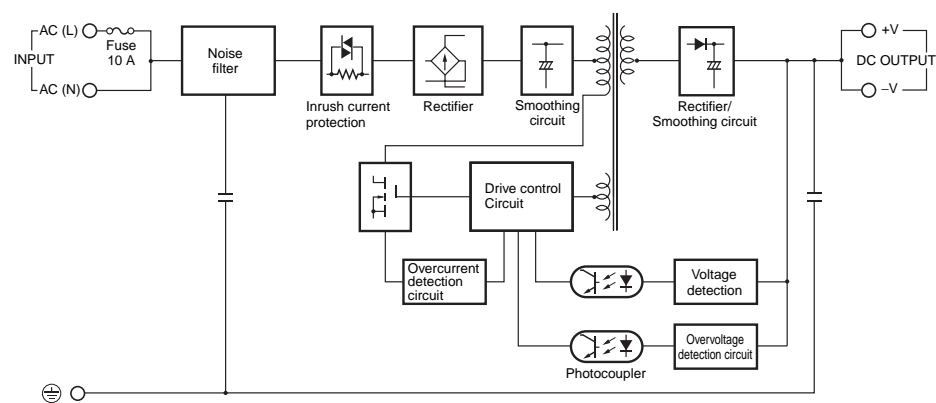 AC (L)
Fuse
10 A
INPUT
AC (N)
Noise
filter
Inrush current
protection
Rectifier
Smoothing
circuit
Rectifier/
Smoothing circuit
+V
DC OUTPUT
–V
Drive control
Circuit
Overcurrent
detection
circuit
Voltage
detection
Overvoltage
detection circuit
Photocoupler